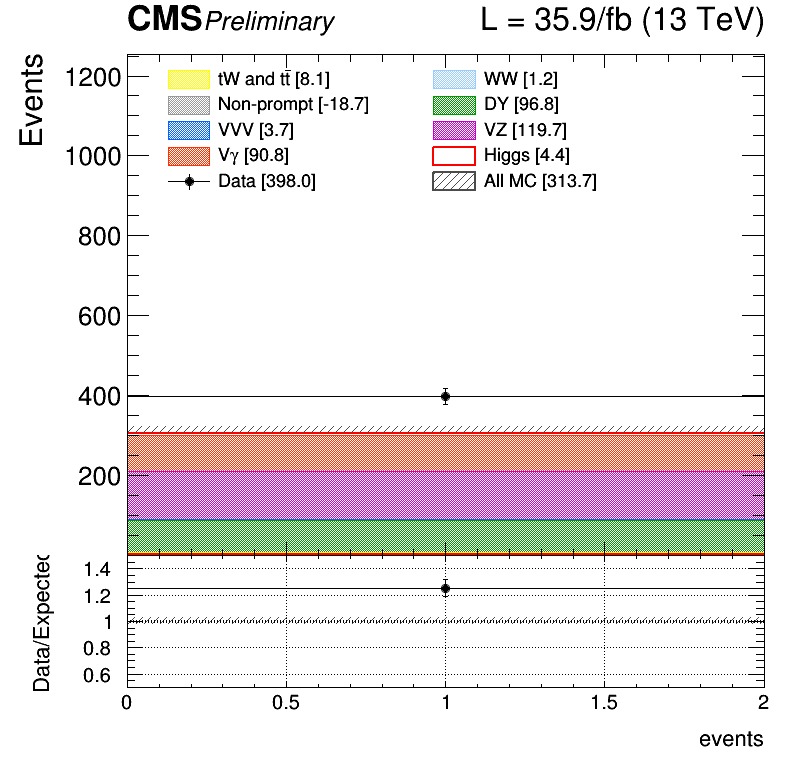 CMS Preliminary L = 35.9/fb (13 TeV)
Events
1200
1000
800
600
400
200
tW and tt̄ [8.1]
Non-prompt [-18.7]
VVV [3.7]
Vγ [90.8]
Data [398.0]
WW [1.2]
DY [96.8]
VZ [119.7]
Higgs [4.4]
All MC [313.7]
Data/Expected
1.4
1.2
1
0.8
0.6
0 0.5 1 1.5 2
events